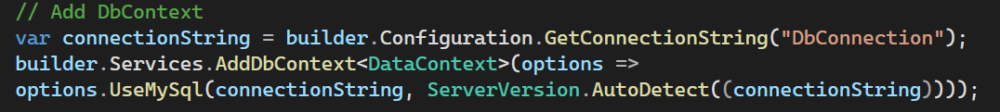 // Add DbContext
var connectionString = builder.Configuration.GetConnectionString("DbConnection");
builder.Services.AddDbContext<DataContext>(options =>
options.UseMySql(connectionString, ServerVersion.AutoDetect((connectionString))));